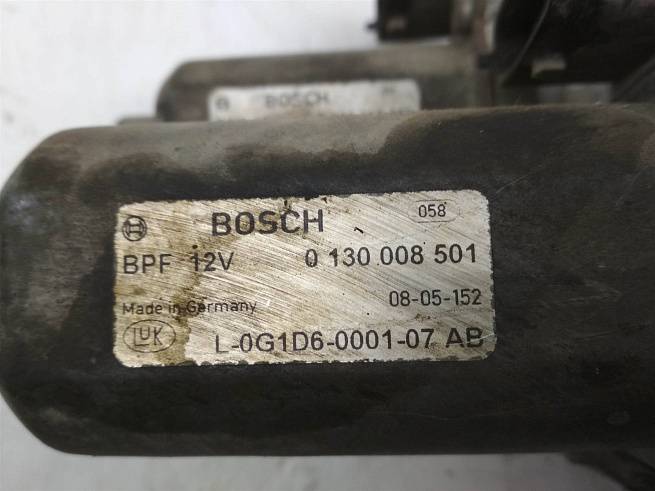 BOSCH
BOSCH 058
BPF 12V 0 130 008 501
08-05-152
Made in Germany
LUK L-0G1D6-0001-07 AB